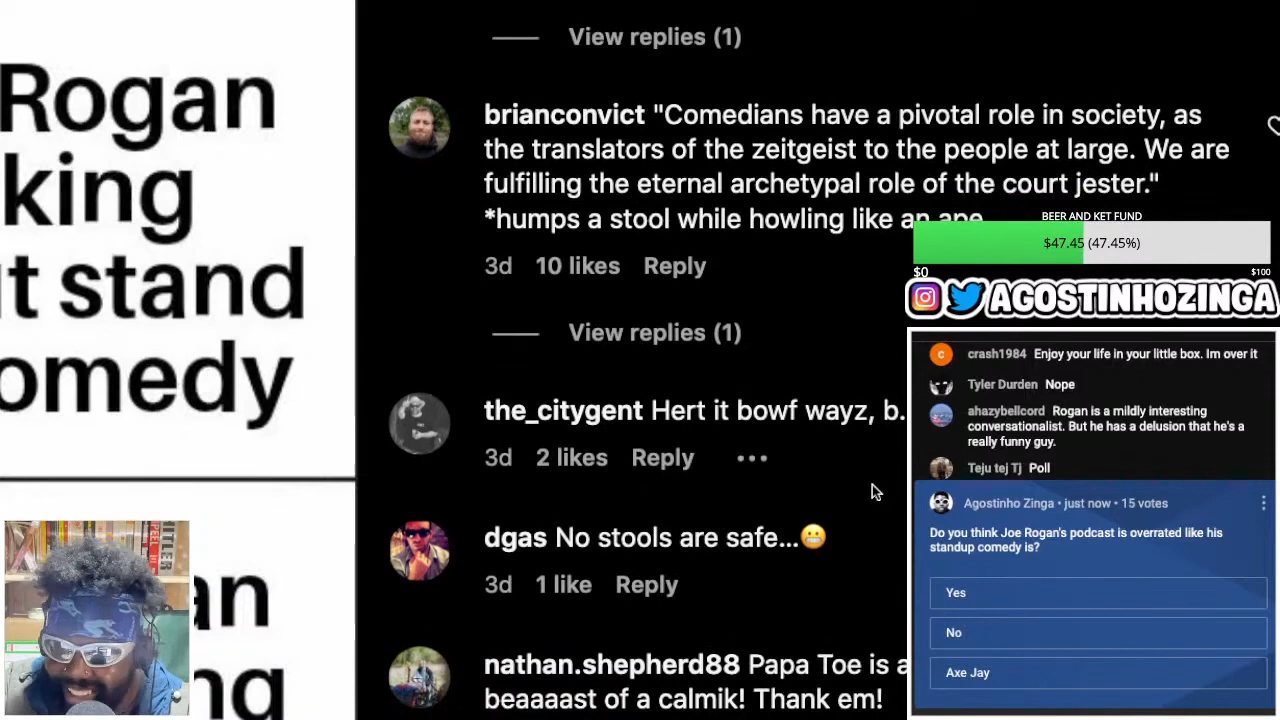 Rogan
king
t stand
omedy
an
ng
View replies (1)
brianconvict "Comedians have a pivotal role in society, as
the translators of the zeitgeist to the people at large. We are
fulfilling the eternal archetypal role of the court jester."
*humps a stool while howling like an ape
3d 10 likes Reply
View replies (1)
the_citygent Hert it bowf wayz, b.
3d 2 likes Reply •••
dgas No stools are safe...😬
3d 1 like Reply
nathan.shepherd88 Papa Toe is a
beaaaast of a calmik! Thank em!
BEER AND KET FUND
$47.45 (47.45%)
$0 $100
AGOSTINHOZINGA
crash1984 Enjoy your life in your little box. Im over it
Tyler Durden Nope
ahazybellcord Rogan is a mildly interesting
conversationalist. But he has a delusion that he's a
really funny guy.
Teju tej Tj Poll
Agostinho Zinga • just now • 15 votes
Do you think Joe Rogan's podcast is overrated like his
standup comedy is?
Yes
No
Axe Jay
HITLER